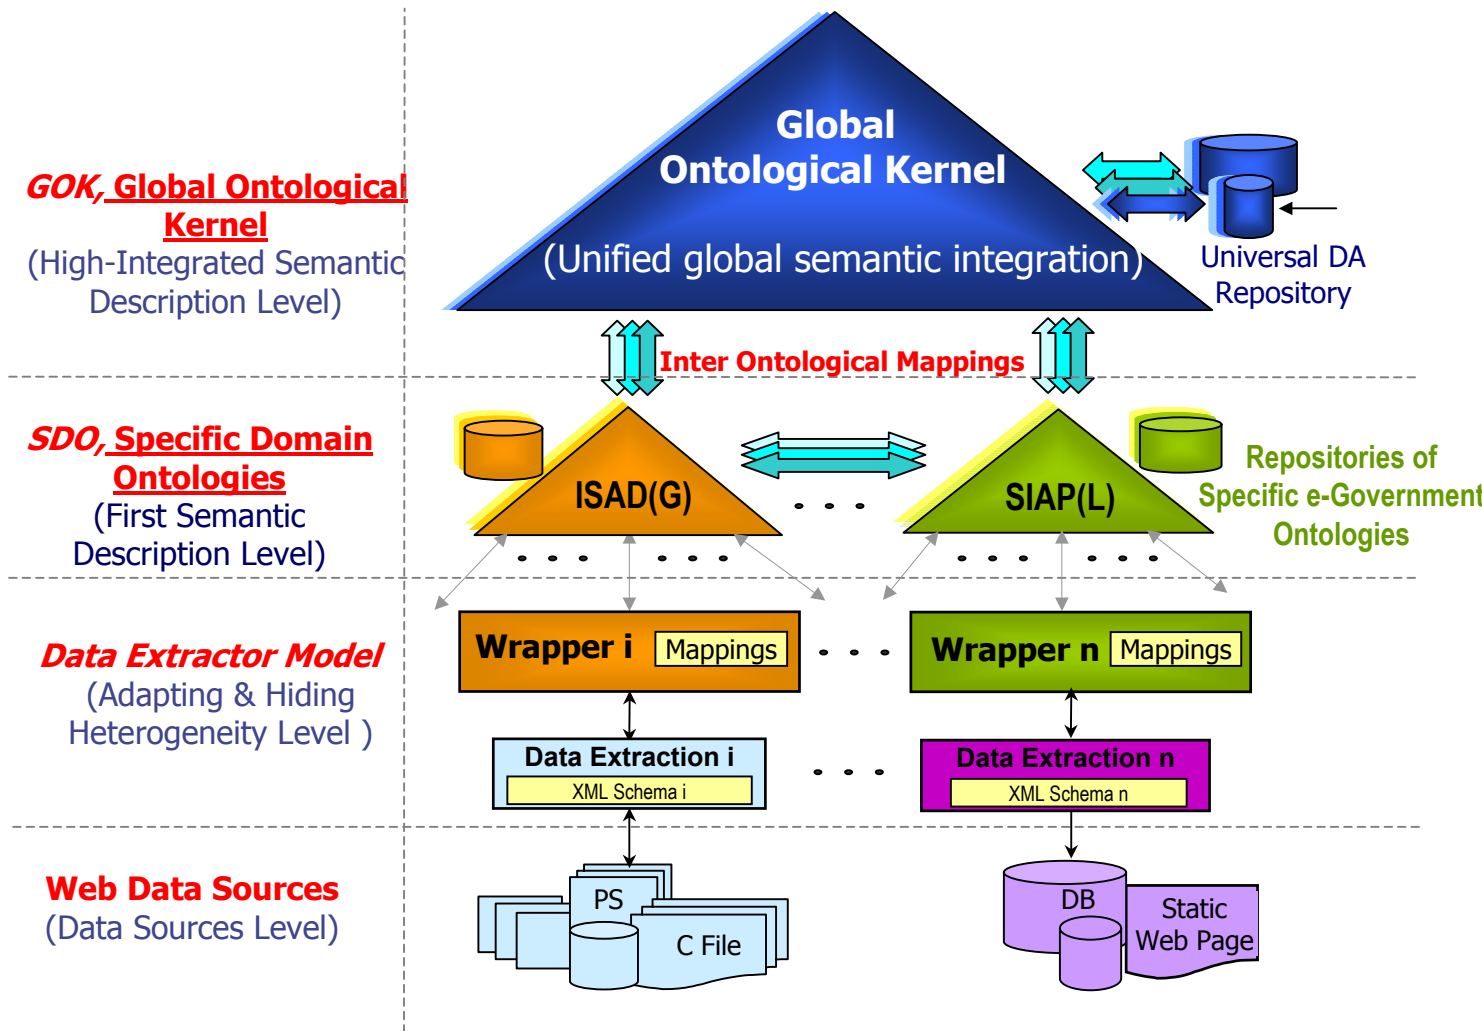 Global
Ontological Kernel
(Unified global semantic integration)
GOK, Global Ontological
Kernel
(High-Integrated Semantic
Description Level)
Universal DA
Repository
Inter Ontological Mappings
SDO, Specific Domain
Ontologies
(First Semantic
Description Level)
ISAD(G)
. . .
SIAP(L)
Repositories of
Specific e-Government
Ontologies
. . .
. . .
. . .
. . .
Data Extractor Model
(Adapting & Hiding
Heterogeneity Level )
Wrapper i
Mappings
. . .
Wrapper n
Mappings
Data Extraction i
XML Schema i
. . .
Data Extraction n
XML Schema n
Web Data Sources
(Data Sources Level)
PS
C File
DB
Static
Web Page